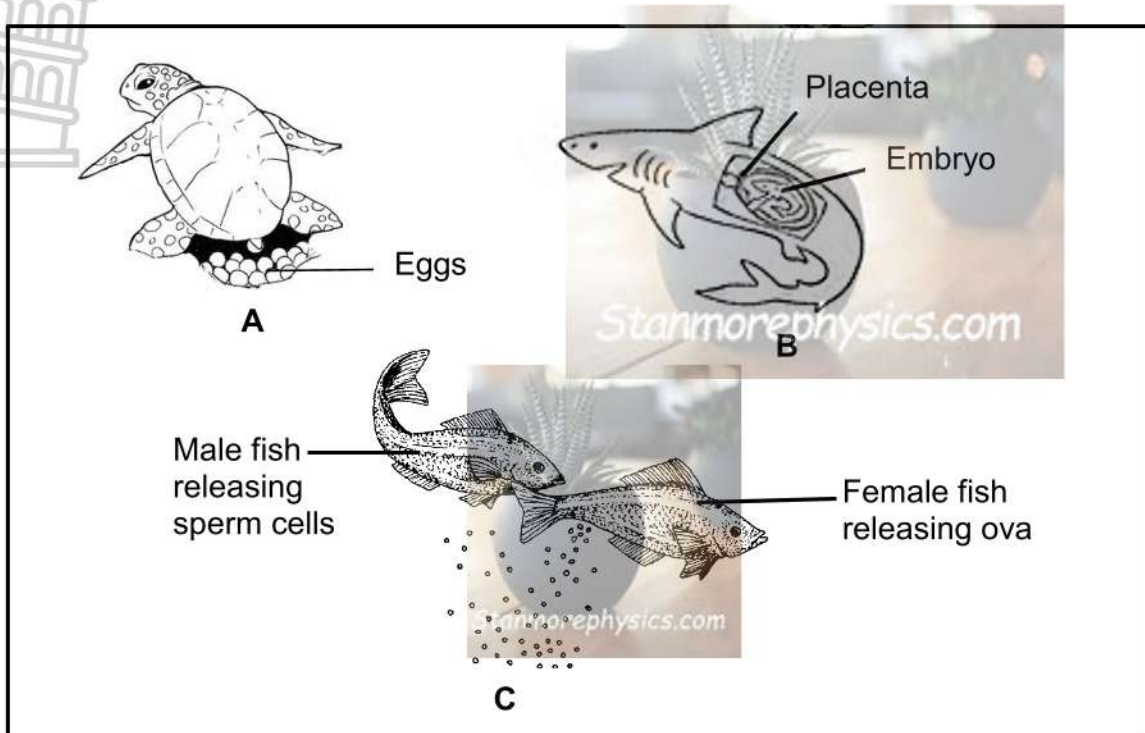 Placenta
Embryo
Eggs
A
Stanmorephysics.com
B
Male fish
releasing
sperm cells
Female fish
releasing ova
Stanmorephysics.com
C